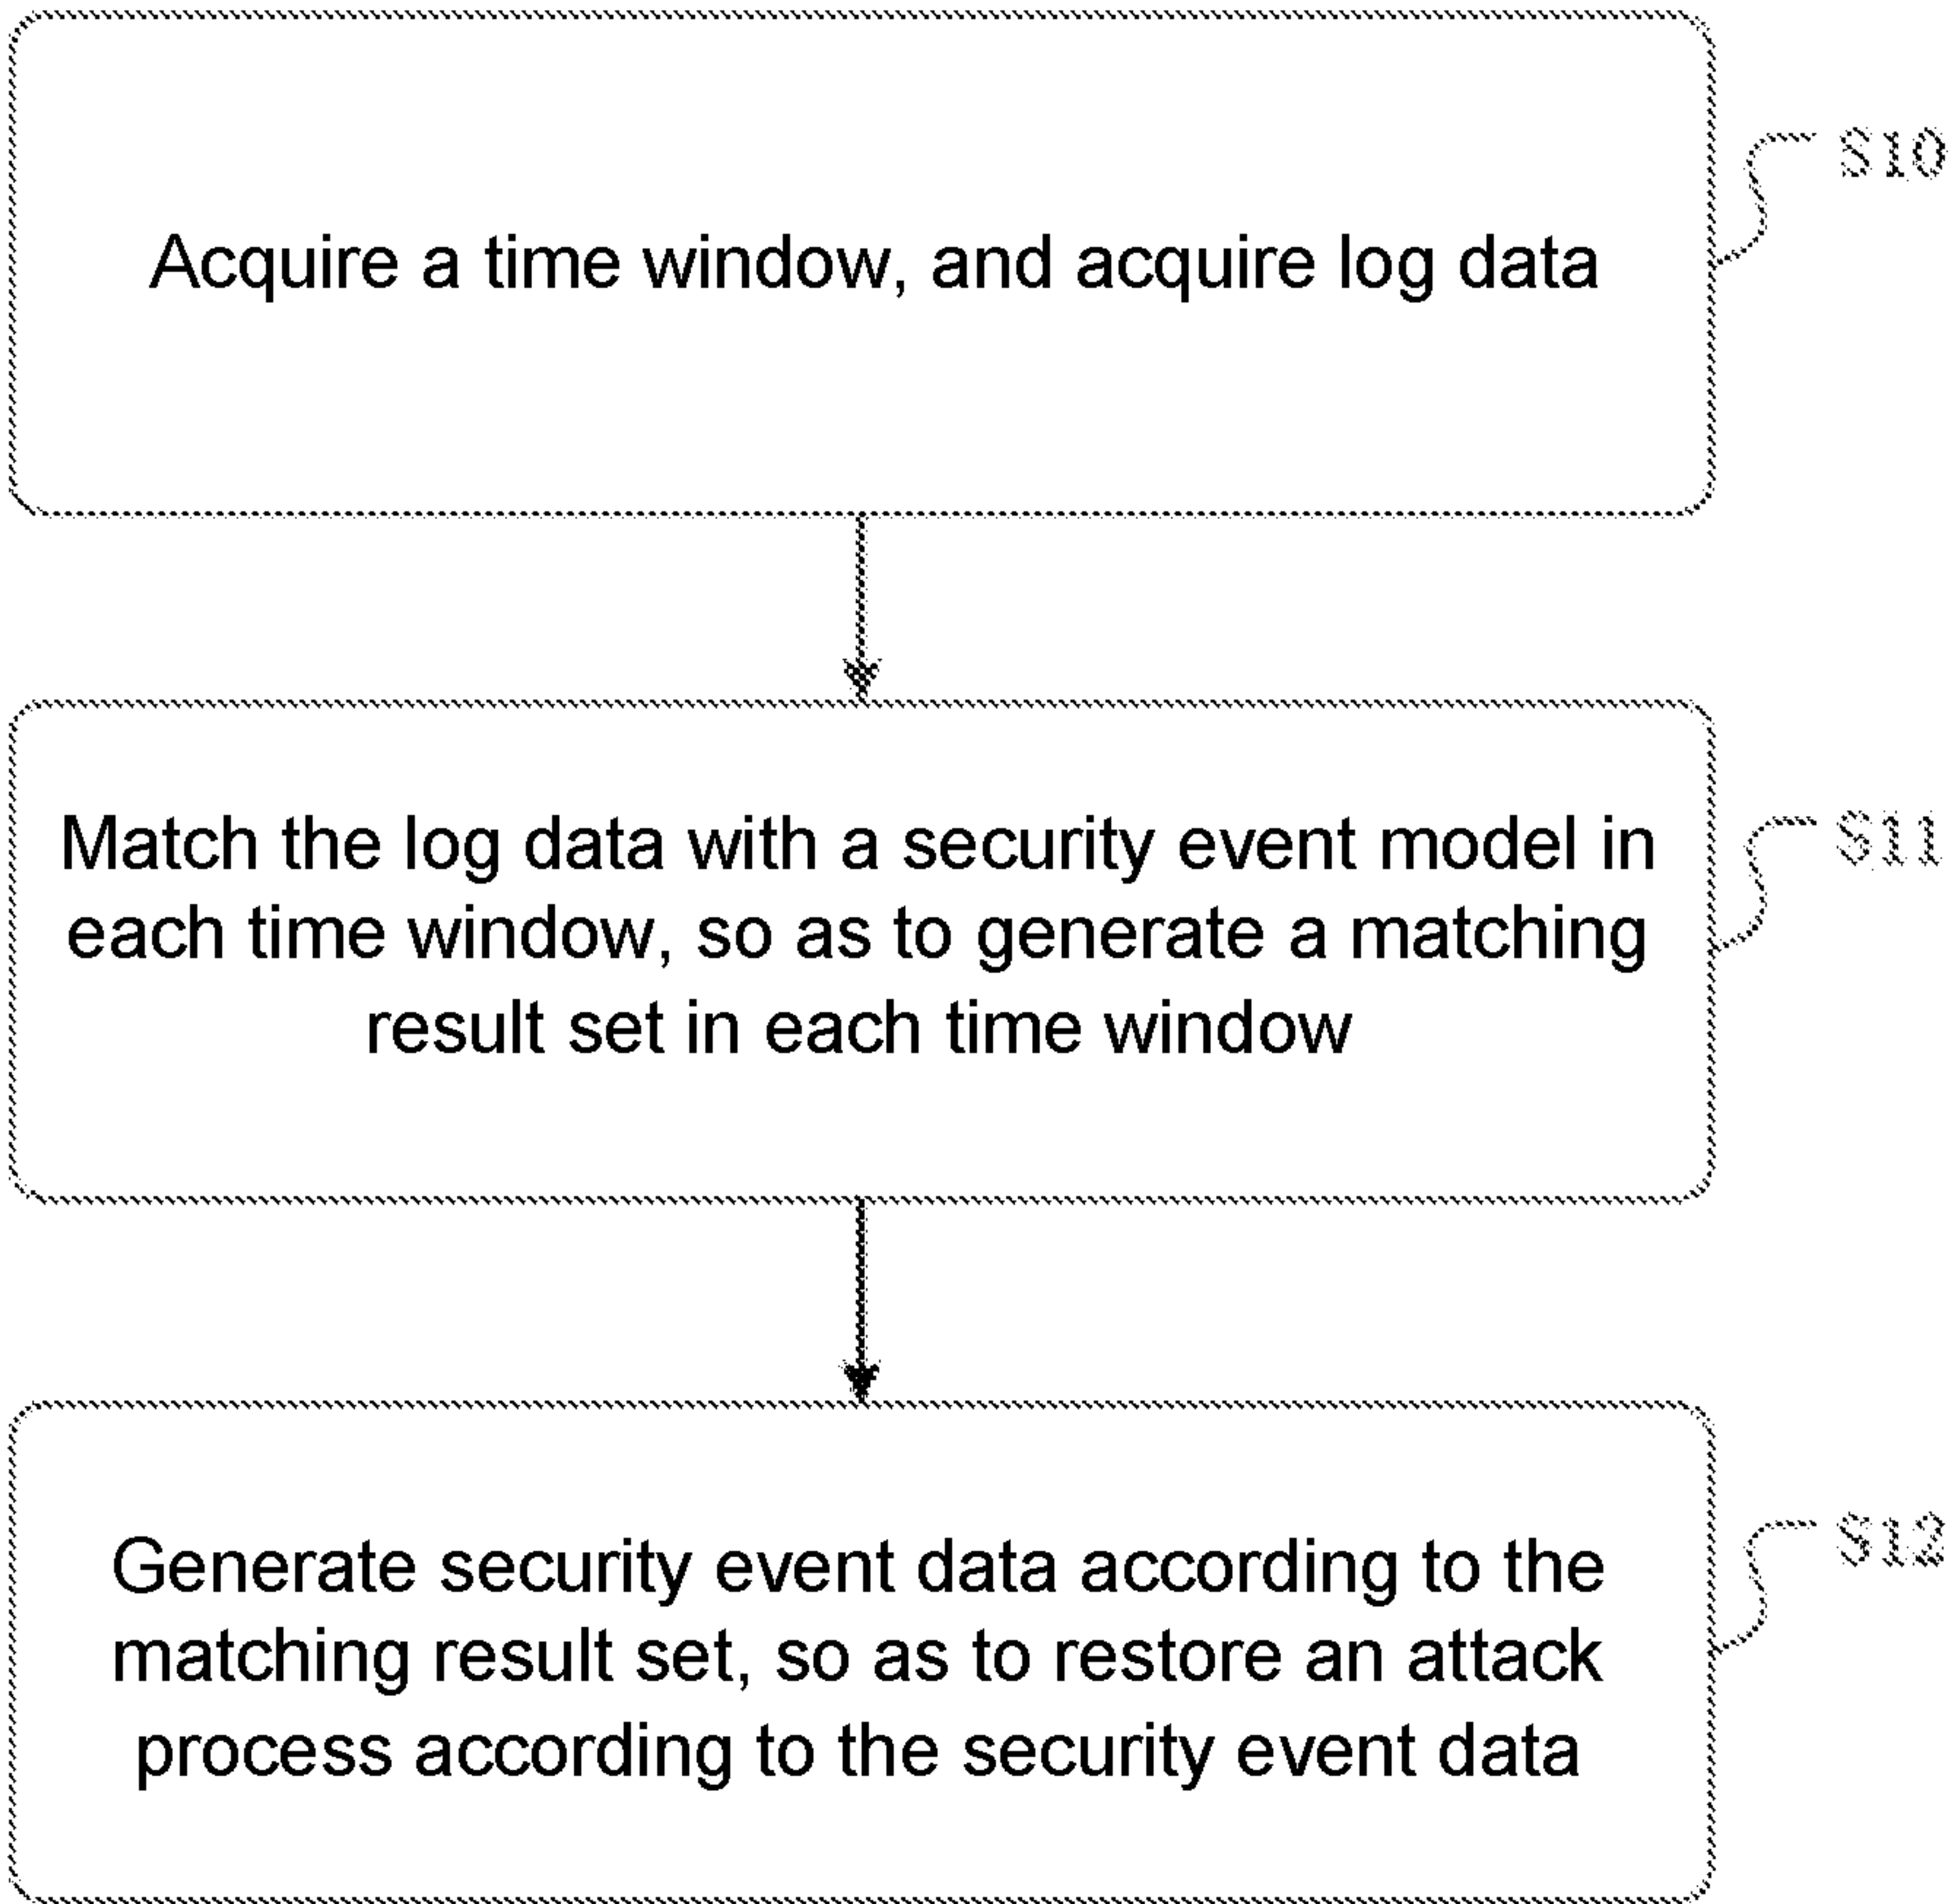 Acquire a time window, and acquire log data
S10
Match the log data with a security event model in
each time window, so as to generate a matching
result set in each time window
S11
Generate security event data according to the
matching result set, so as to restore an attack
process according to the security event data
S12